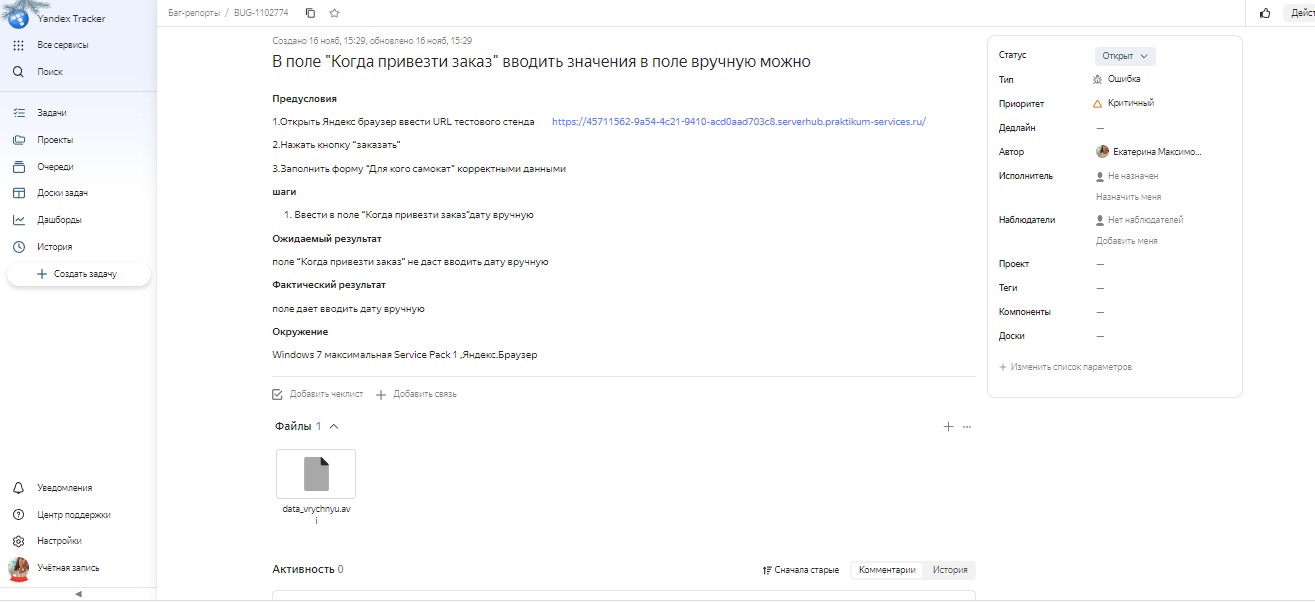 Yandex Tracker
Все сервисы
Поиск
Задачи
Проекты
Очереди
Доски задач
Дашборды
История
Создать задачу
Уведомления
Центр поддержки
Настройки
Учётная запись
Баг-репорты / BUG-1102774
Дейст
Создано 16 нояб, 15:29, обновлено 16 нояб, 15:29
В поле "Когда привезти заказ" вводить значения в поле вручную можно
Предусловия
1.Открыть Яндекс браузер ввести URL тестового стенда https://45711562-9a54-4c21-9410-acd0aad703c8.serverhub.praktikum-services.ru/
2.Нажать кнопку “заказать”
3.Заполнить форму “Для кого самокат” корректными данными
шаги
1. Ввести в поле “Когда привезти заказ”дату вручную
Ожидаемый результат
поле “Когда привезти заказ” не даст вводить дату вручную
Фактический результат
поле дает вводить дату вручную
Окружение
Windows 7 максимальная Service Pack 1 ,Яндекс.Браузер
Добавить чеклист
Добавить связь
Файлы 1
data_vrychnyu.av
i
Активность 0
Сначала старые
Комментарии
История
Статус Открыт
Тип Ошибка
Приоритет Критичный
Дедлайн —
Автор Екатерина Максимо...
Исполнитель Не назначен
Назначить меня
Наблюдатели Нет наблюдателей
Добавить меня
Проект —
Теги —
Компоненты —
Доски —
Изменить список параметров